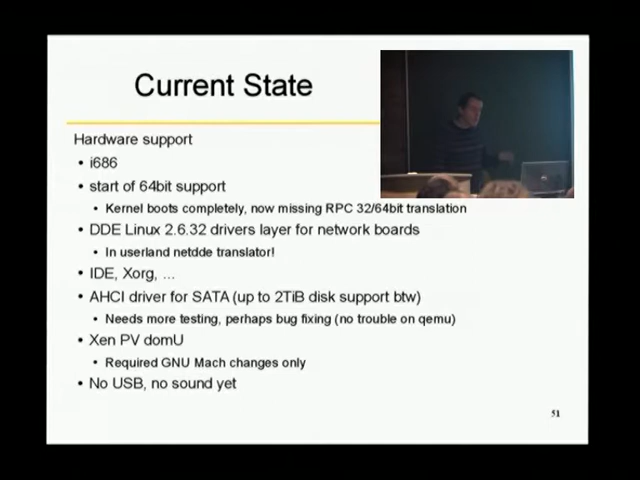 Current State
Hardware support
• i686
• start of 64bit support
• Kernel boots completely, now missing RPC 32/64bit translation
• DDE Linux 2.6.32 drivers layer for network boards
• In userland netdde translator!
• IDE, Xorg, ...
• AHCI driver for SATA (up to 2TiB disk support btw)
• Needs more testing, perhaps bug fixing (no trouble on qemu)
• Xen PV domU
• Required GNU Mach changes only
• No USB, no sound yet
51